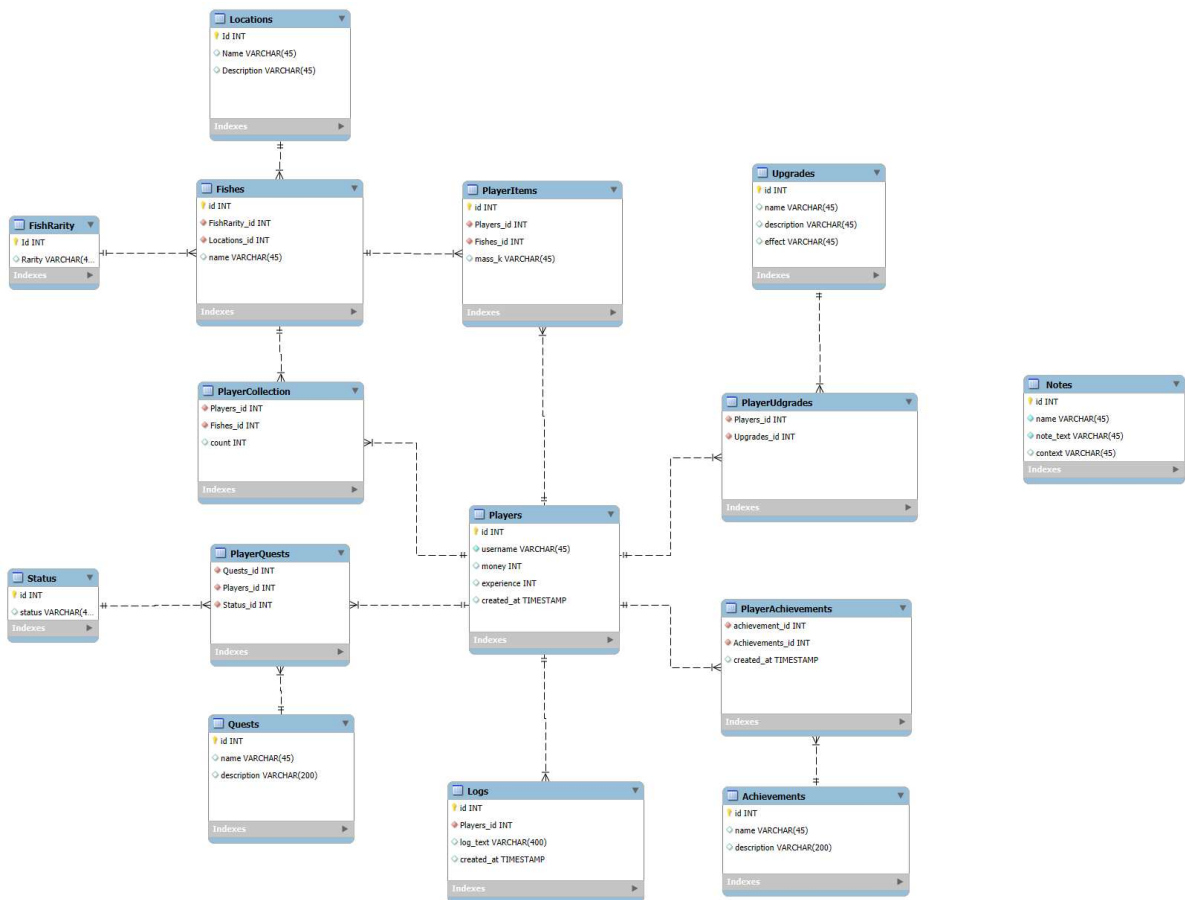 Locations
Id INT
Name VARCHAR(45)
Description VARCHAR(45)
Indexes
Fishes
id INT
FishRarity_id INT
Locations_id INT
name VARCHAR(45)
Indexes
PlayerItems
id INT
Players_id INT
Fishes_id INT
mass_k VARCHAR(45)
Indexes
Upgrades
id INT
name VARCHAR(45)
description VARCHAR(45)
effect VARCHAR(45)
Indexes
FishRarity
Id INT
Rarity VARCHAR(4...
Indexes
PlayerCollection
Players_id INT
Fishes_id INT
count INT
Indexes
PlayerUdgrades
Players_id INT
Upgrades_id INT
Indexes
Notes
id INT
name VARCHAR(45)
note_text VARCHAR(45)
context VARCHAR(45)
Indexes
Players
id INT
username VARCHAR(45)
money INT
experience INT
created_at TIMESTAMP
Indexes
PlayerQuests
Quests_id INT
Players_id INT
Status_id INT
Indexes
Status
id INT
status VARCHAR(4...
Indexes
PlayerAchievements
achievement_id INT
Achievements_id INT
created_at TIMESTAMP
Indexes
Quests
id INT
name VARCHAR(45)
description VARCHAR(200)
Indexes
Logs
id INT
Players_id INT
log_text VARCHAR(400)
created_at TIMESTAMP
Indexes
Achievements
id INT
name VARCHAR(45)
description VARCHAR(200)
Indexes